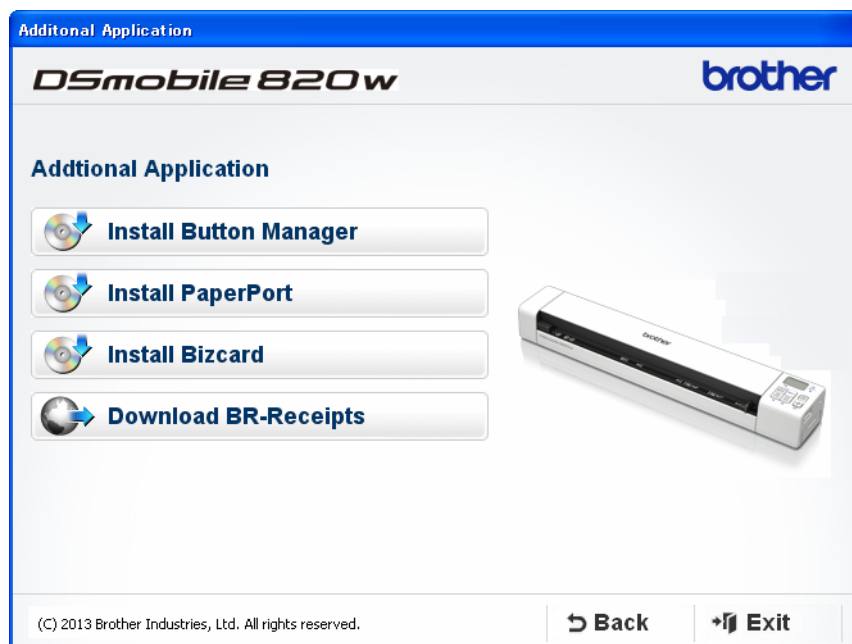 Additonal Application
DSmobile 820w
brother
Addtional Application
Install Button Manager
Install PaperPort
Install Bizcard
Download BR-Receipts
brother
(C) 2013 Brother Industries, Ltd. All rights reserved.
Back
Exit